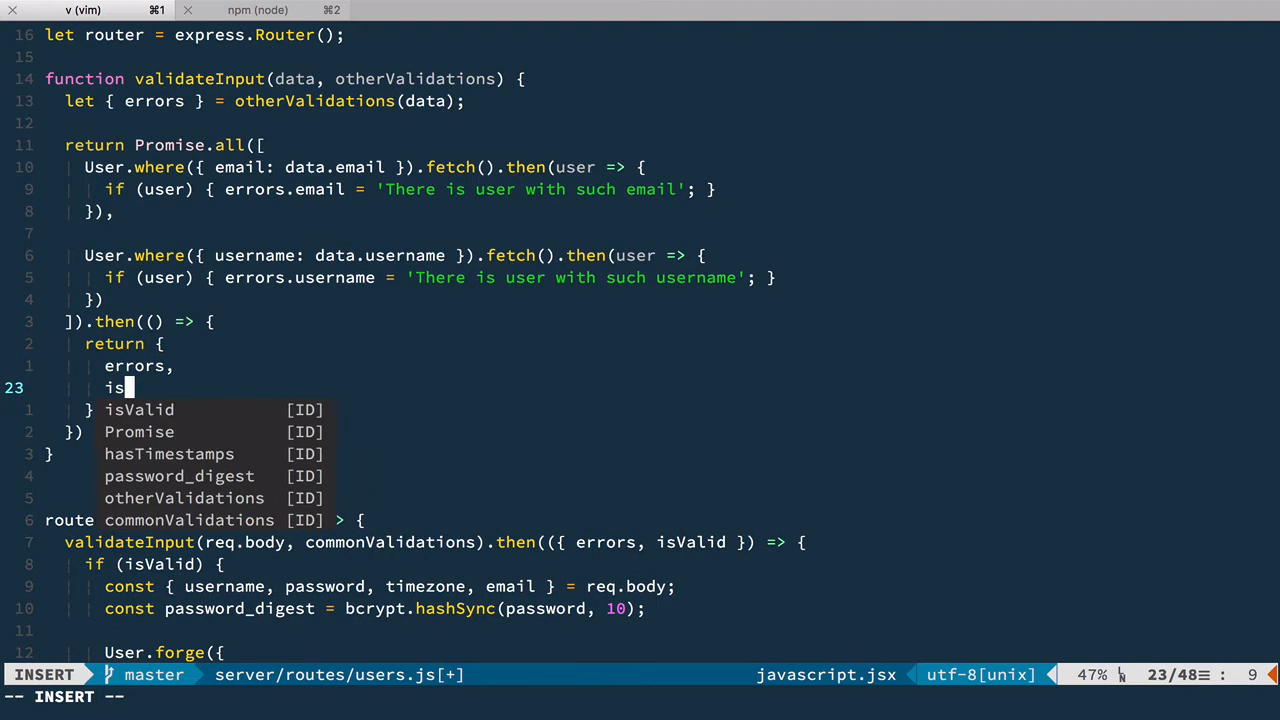 v (vim) ⌘1 npm (node) ⌘2
16 let router = express.Router();
15
14 function validateInput(data, otherValidations) {
13 let { errors } = otherValidations(data);
12
11 return Promise.all([
10 User.where({ email: data.email }).fetch().then(user => {
9 if (user) { errors.email = 'There is user with such email'; }
8 }),
7
6 User.where({ username: data.username }).fetch().then(user => {
5 if (user) { errors.username = 'There is user with such username'; }
4 })
3 ]).then(() => {
2 return {
1 errors,
23 is
1 } isValid [ID]
2 }) Promise [ID]
3 } hasTimestamps [ID]
4 password_digest [ID]
5 otherValidations [ID]
6 route commonValidations [ID] > {
7 validateInput(req.body, commonValidations).then(({ errors, isValid }) => {
8 if (isValid) {
9 const { username, password, timezone, email } = req.body;
10 const password_digest = bcrypt.hashSync(password, 10);
11
12 User.forge({
INSERT master server/routes/users.js[+] javascript.jsx utf-8[unix] 47% 23/48≡ : 9
-- INSERT --